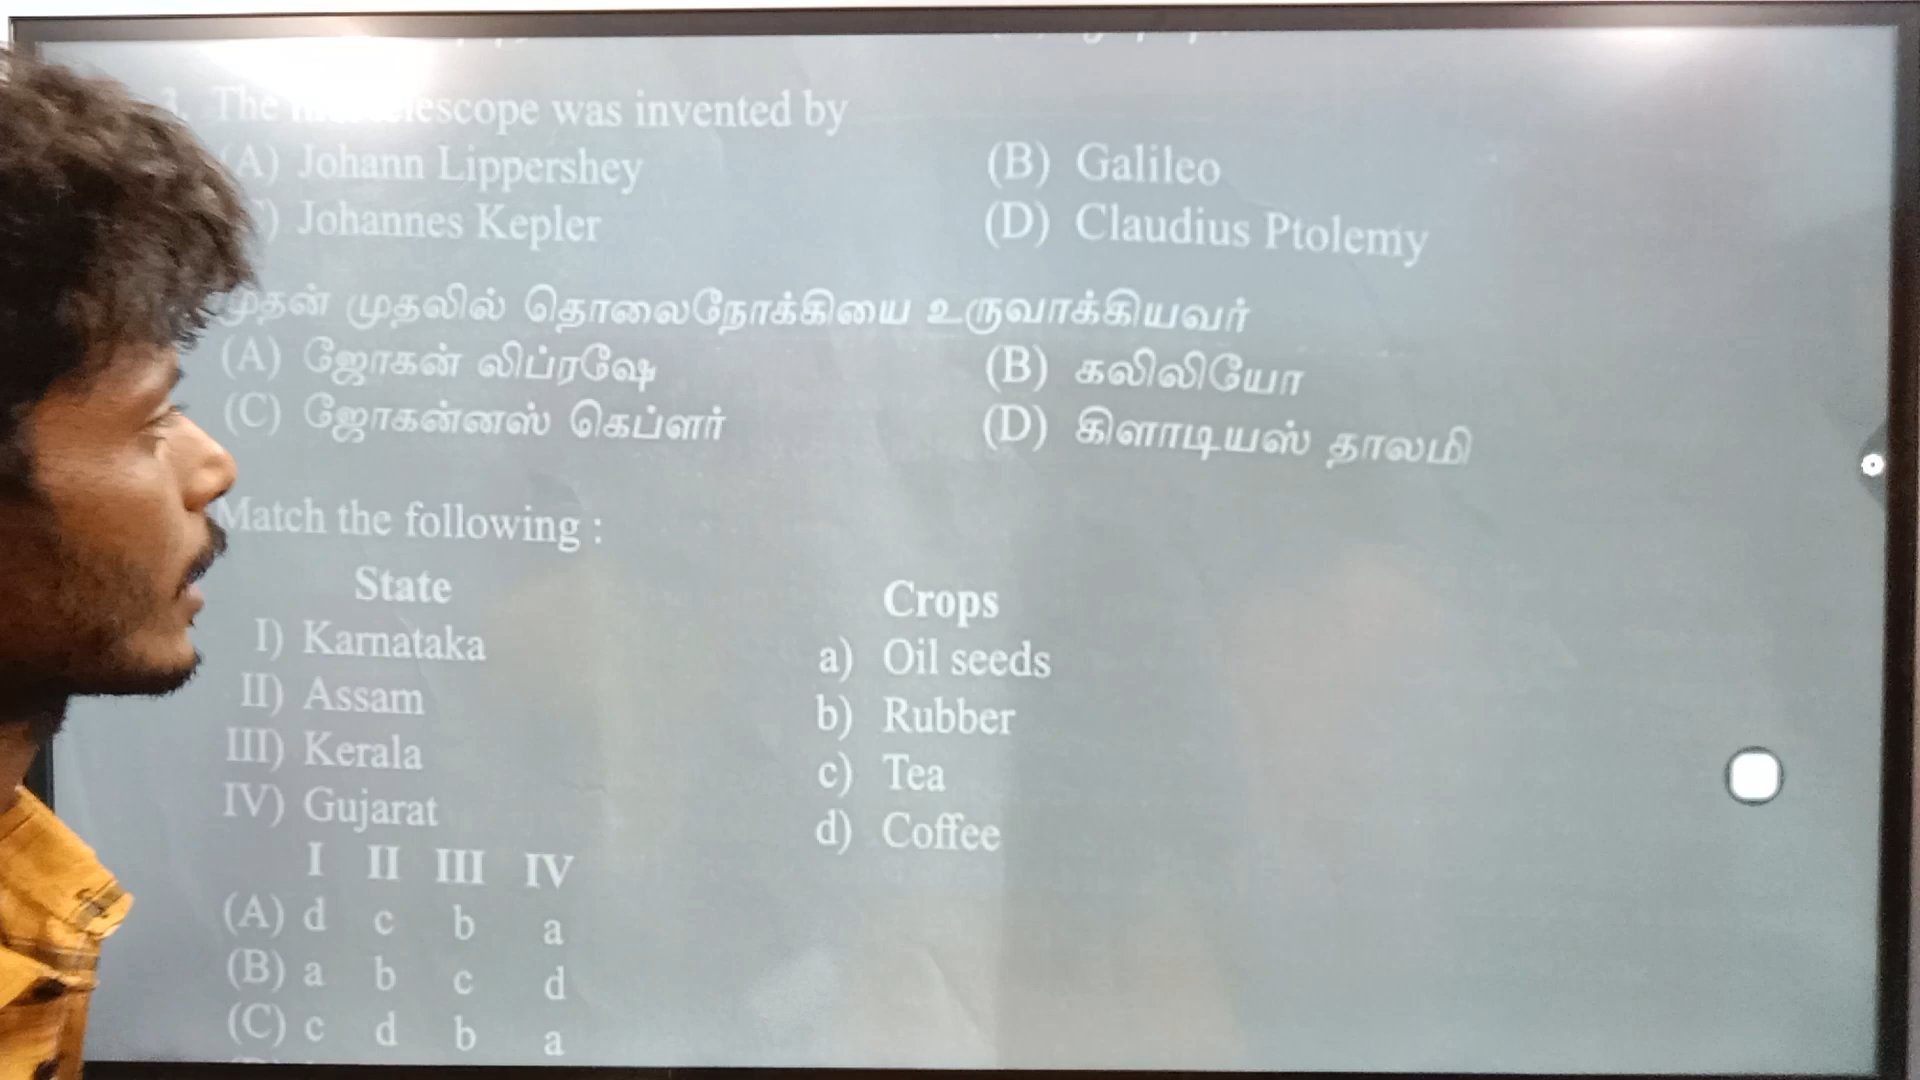 The lescope was invented by
(A) Johann Lippershey (B) Galileo
) Johannes Kepler (D) Claudius Ptolemy
முதன் முதலில் தொலைநோக்கியை உருவாக்கியவர்
(A) ஜோகன் லிப்ரஷே (B) கலிலியோ
(C) ஜோகன்னஸ் கெப்ளர் (D) கிளாடியஸ் தாலமி
Match the following :
State Crops
I) Karnataka a) Oil seeds
II) Assam b) Rubber
III) Kerala c) Tea
IV) Gujarat d) Coffee
I II III IV
(A) d c b a
(B) a b c d
(C) c d b a